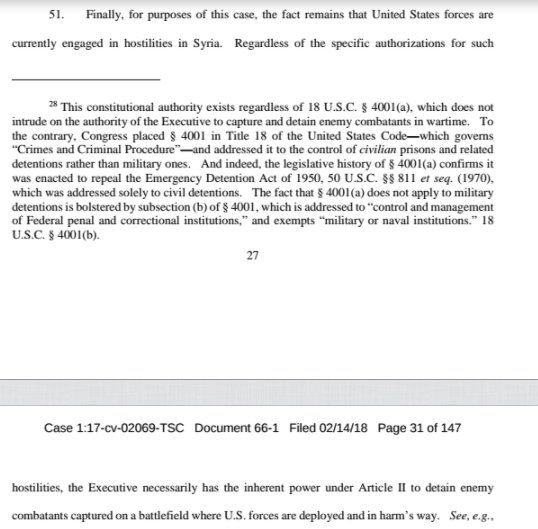 51. Finally, for purposes of this case, the fact remains that United States forces are
currently engaged in hostilities in Syria. Regardless of the specific authorizations for such
28 This constitutional authority exists regardless of 18 U.S.C. § 4001(a), which does not
intrude on the authority of the Executive to capture and detain enemy combatants in wartime. To
the contrary, Congress placed § 4001 in Title 18 of the United States Code—which governs
“Crimes and Criminal Procedure”—and addressed it to the control of civilian prisons and related
detentions rather than military ones. And indeed, the legislative history of § 4001(a) confirms it
was enacted to repeal the Emergency Detention Act of 1950, 50 U.S.C. §§ 811 et seq. (1970),
which was addressed solely to civil detentions. The fact that § 4001(a) does not apply to military
detentions is bolstered by subsection (b) of § 4001, which is addressed to “control and management
of Federal penal and correctional institutions,” and exempts “military or naval institutions.” 18
U.S.C. § 4001(b).
27
Case 1:17-cv-02069-TSC Document 66-1 Filed 02/14/18 Page 31 of 147
hostilities, the Executive necessarily has the inherent power under Article II to detain enemy
combatants captured on a battlefield where U.S. forces are deployed and in harm’s way. See, e.g.,